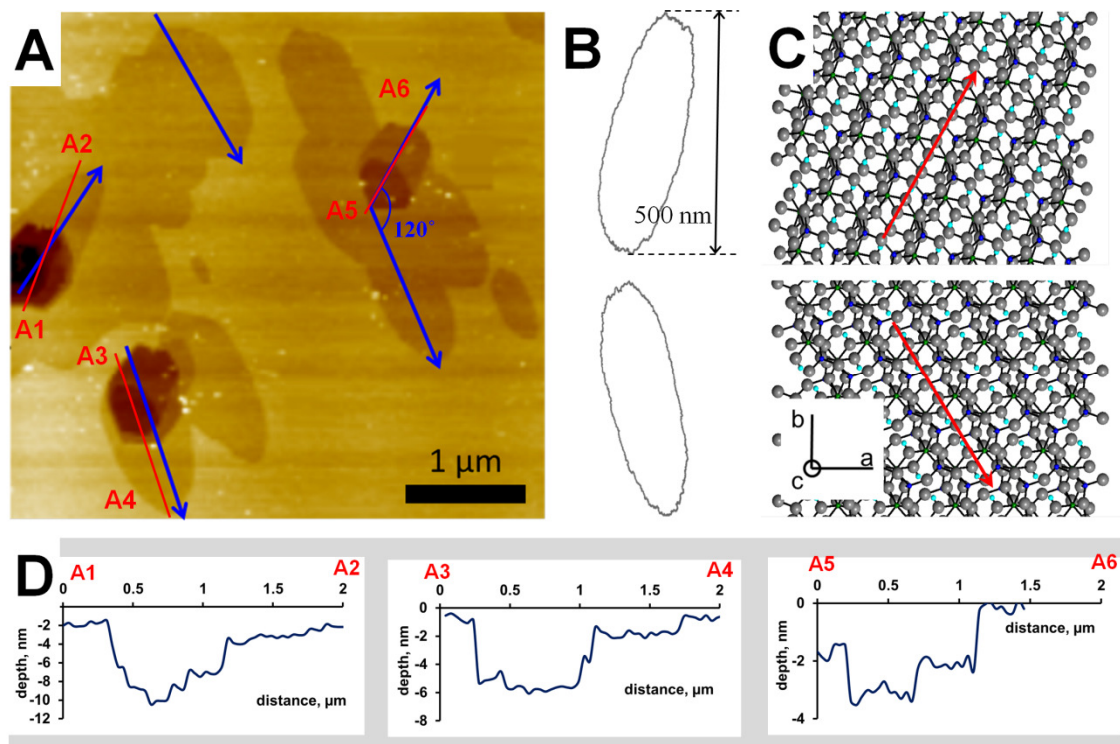 A
A6
A2
A5
120°
A1
A3
A4
1 µm
B
500 nm
C
b
a
c
D
A1
A2
0
0.5
1
1.5
2
-2
-4
-6
-8
-10
-12
depth, nm
distance, µm
A3
A4
0
0.5
1
1.5
2
0
-2
-4
-6
-8
depth, nm
distance, µm
A5
A6
0
0.5
1
1.5
2
0
-2
-4
depth, nm
distance, µm